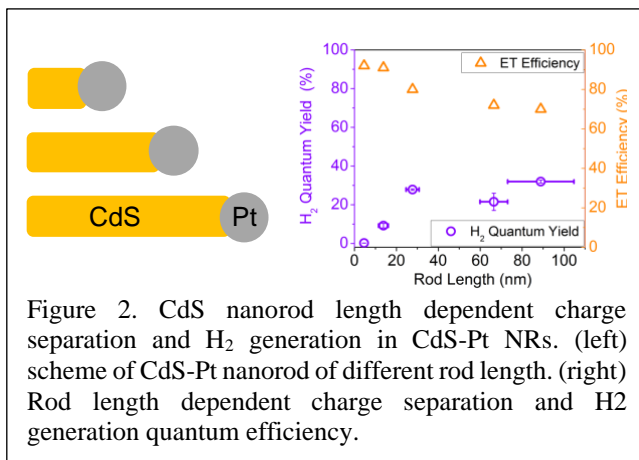 CdS
Pt
H₂ Quantum Yield (%)
100
80
60
40
20
0
ET Efficiency
H₂ Quantum Yield
100
80
60
40
20
0
ET Efficiency (%)
0 20 40 60 80 100
Rod Length (nm)
Figure 2. CdS nanorod length dependent charge
separation and H₂ generation in CdS-Pt NRs. (left)
scheme of CdS-Pt nanorod of different rod length. (right)
Rod length dependent charge separation and H2
generation quantum efficiency.